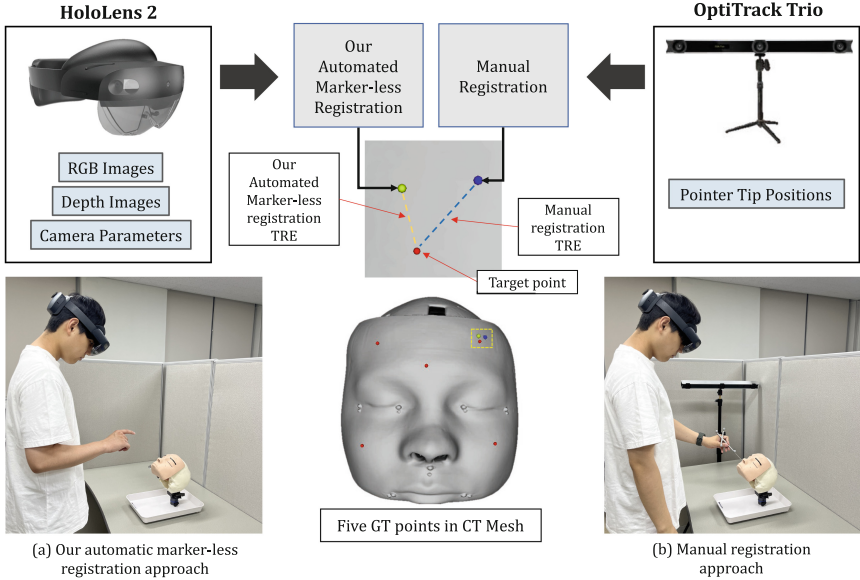 HoloLens 2
OptiTrack Trio
Our
Automated
Marker-less
Registration
Manual
Registration
RGB Images
Depth Images
Camera Parameters
Our
Automated
Marker-less
registration
TRE
Manual
registration
TRE
Target point
Pointer Tip Positions
Five GT points in CT Mesh
(a) Our automatic marker-less
registration approach
(b) Manual registration
approach